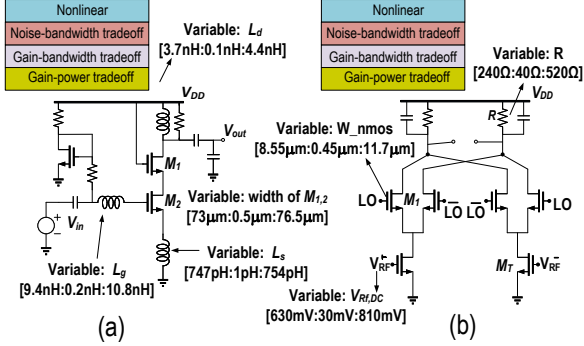 Nonlinear
Noise-bandwidth tradeoff
Gain-bandwidth tradeoff
Gain-power tradeoff
Variable: Ld
[3.7nH:0.1nH:4.4nH]
VDD
Vout
M1
M2
Vin
Variable: width of M1,2
[73µm:0.5µm:76.5µm]
Variable: Ls
[747pH:1pH:754pH]
Variable: Lg
[9.4nH:0.2nH:10.8nH]
(a)
Nonlinear
Noise-bandwidth tradeoff
Gain-bandwidth tradeoff
Gain-power tradeoff
Variable: R
[240Ω:40Ω:520Ω]
VDD
R
Variable: W_nmos
[8.55µm:0.45µm:11.7µm]
LO
M1
LO
LO
LO
VRF+
MT
VRF-
Variable: VRf,DC
[630mV:30mV:810mV]
(b)